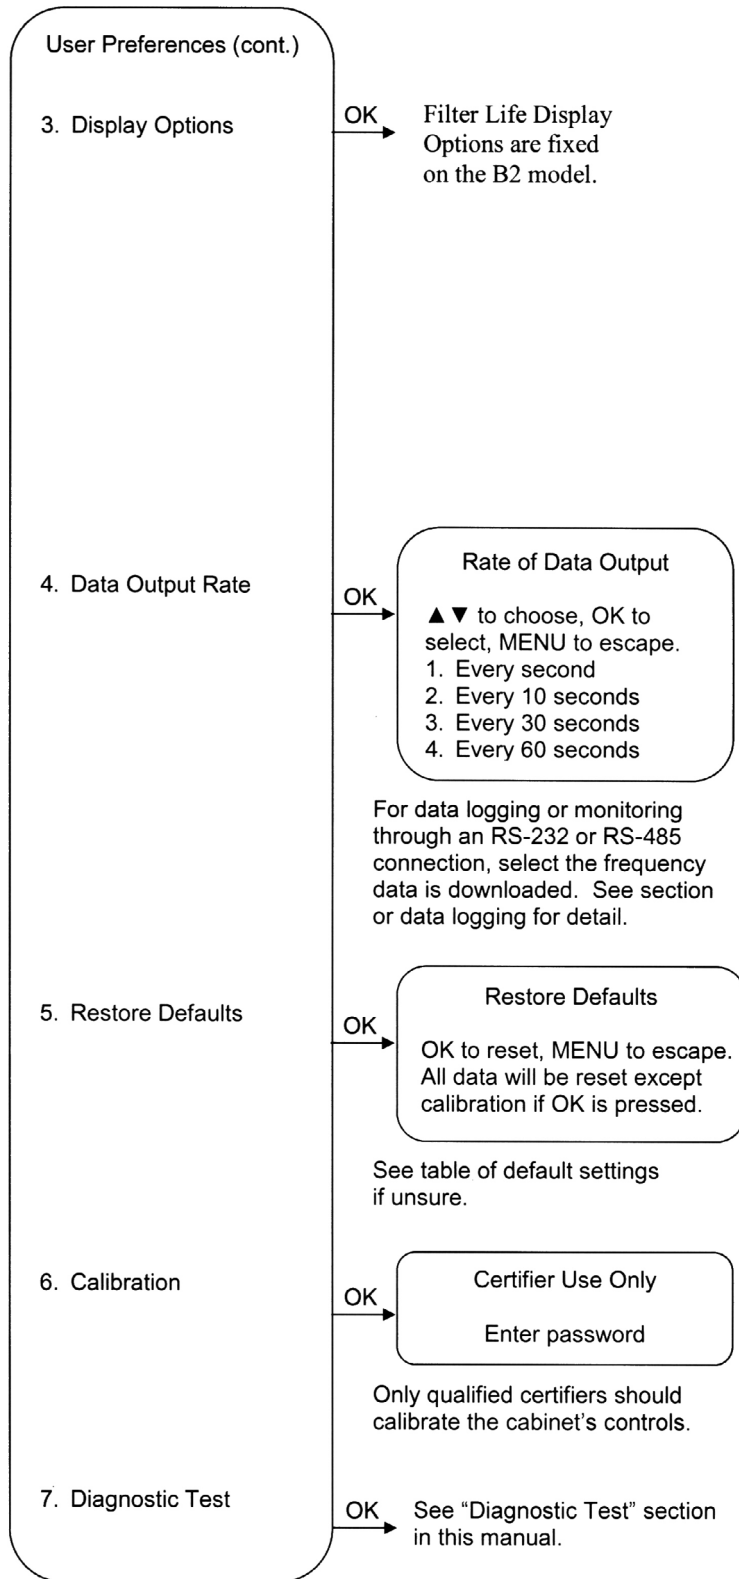 User Preferences (cont.)
3. Display Options
OK
Filter Life Display
Options are fixed
on the B2 model.
4. Data Output Rate
OK
Rate of Data Output
▲ ▼ to choose, OK to
select, MENU to escape.
1. Every second
2. Every 10 seconds
3. Every 30 seconds
4. Every 60 seconds
For data logging or monitoring
through an RS-232 or RS-485
connection, select the frequency
data is downloaded. See section
or data logging for detail.
5. Restore Defaults
OK
Restore Defaults
OK to reset, MENU to escape.
All data will be reset except
calibration if OK is pressed.
See table of default settings
if unsure.
6. Calibration
OK
Certifier Use Only
Enter password
Only qualified certifiers should
calibrate the cabinet's controls.
7. Diagnostic Test
OK
See “Diagnostic Test” section
in this manual.